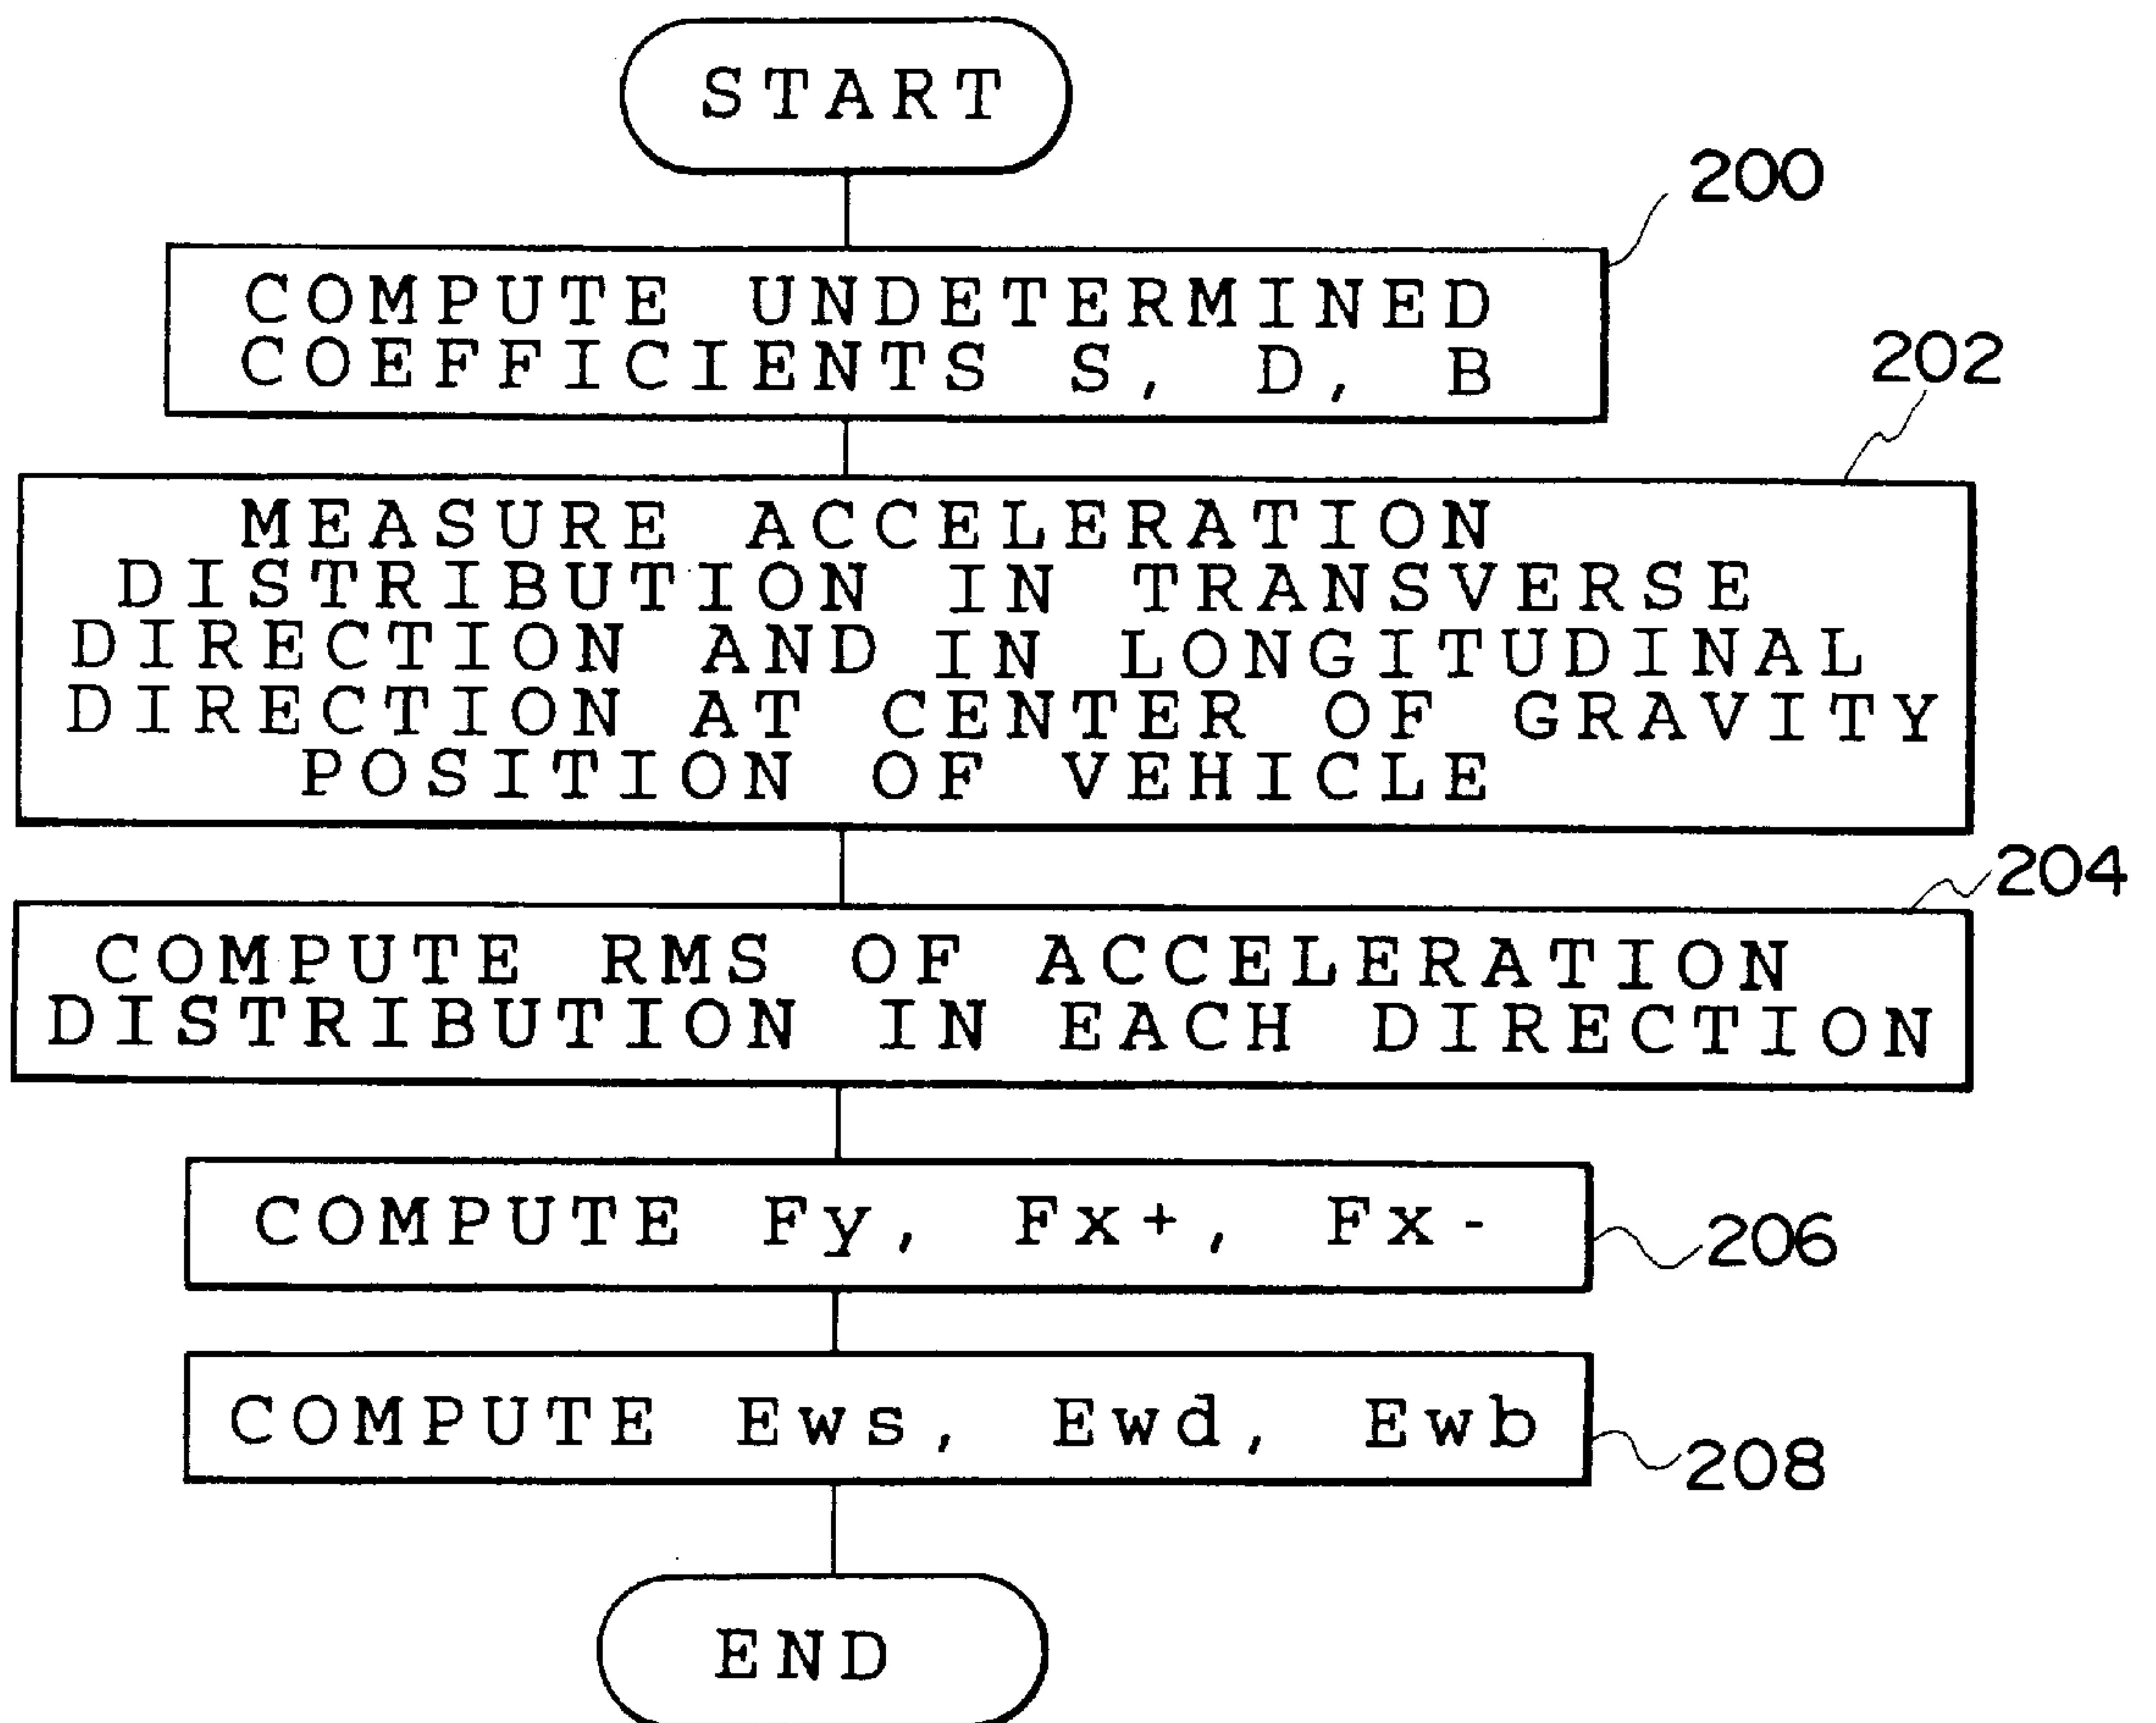 START
200
COMPUTE UNDETERMINED
COEFFICIENTS S, D, B
202
MEASURE ACCELERATION
DISTRIBUTION IN TRANSVERSE
DIRECTION AND IN LONGITUDINAL
DIRECTION AT CENTER OF GRAVITY
POSITION OF VEHICLE
204
COMPUTE RMS OF ACCELERATION
DISTRIBUTION IN EACH DIRECTION
COMPUTE Fy, Fx+, Fx-
206
COMPUTE Ews, Ewd, Ewb
208
END